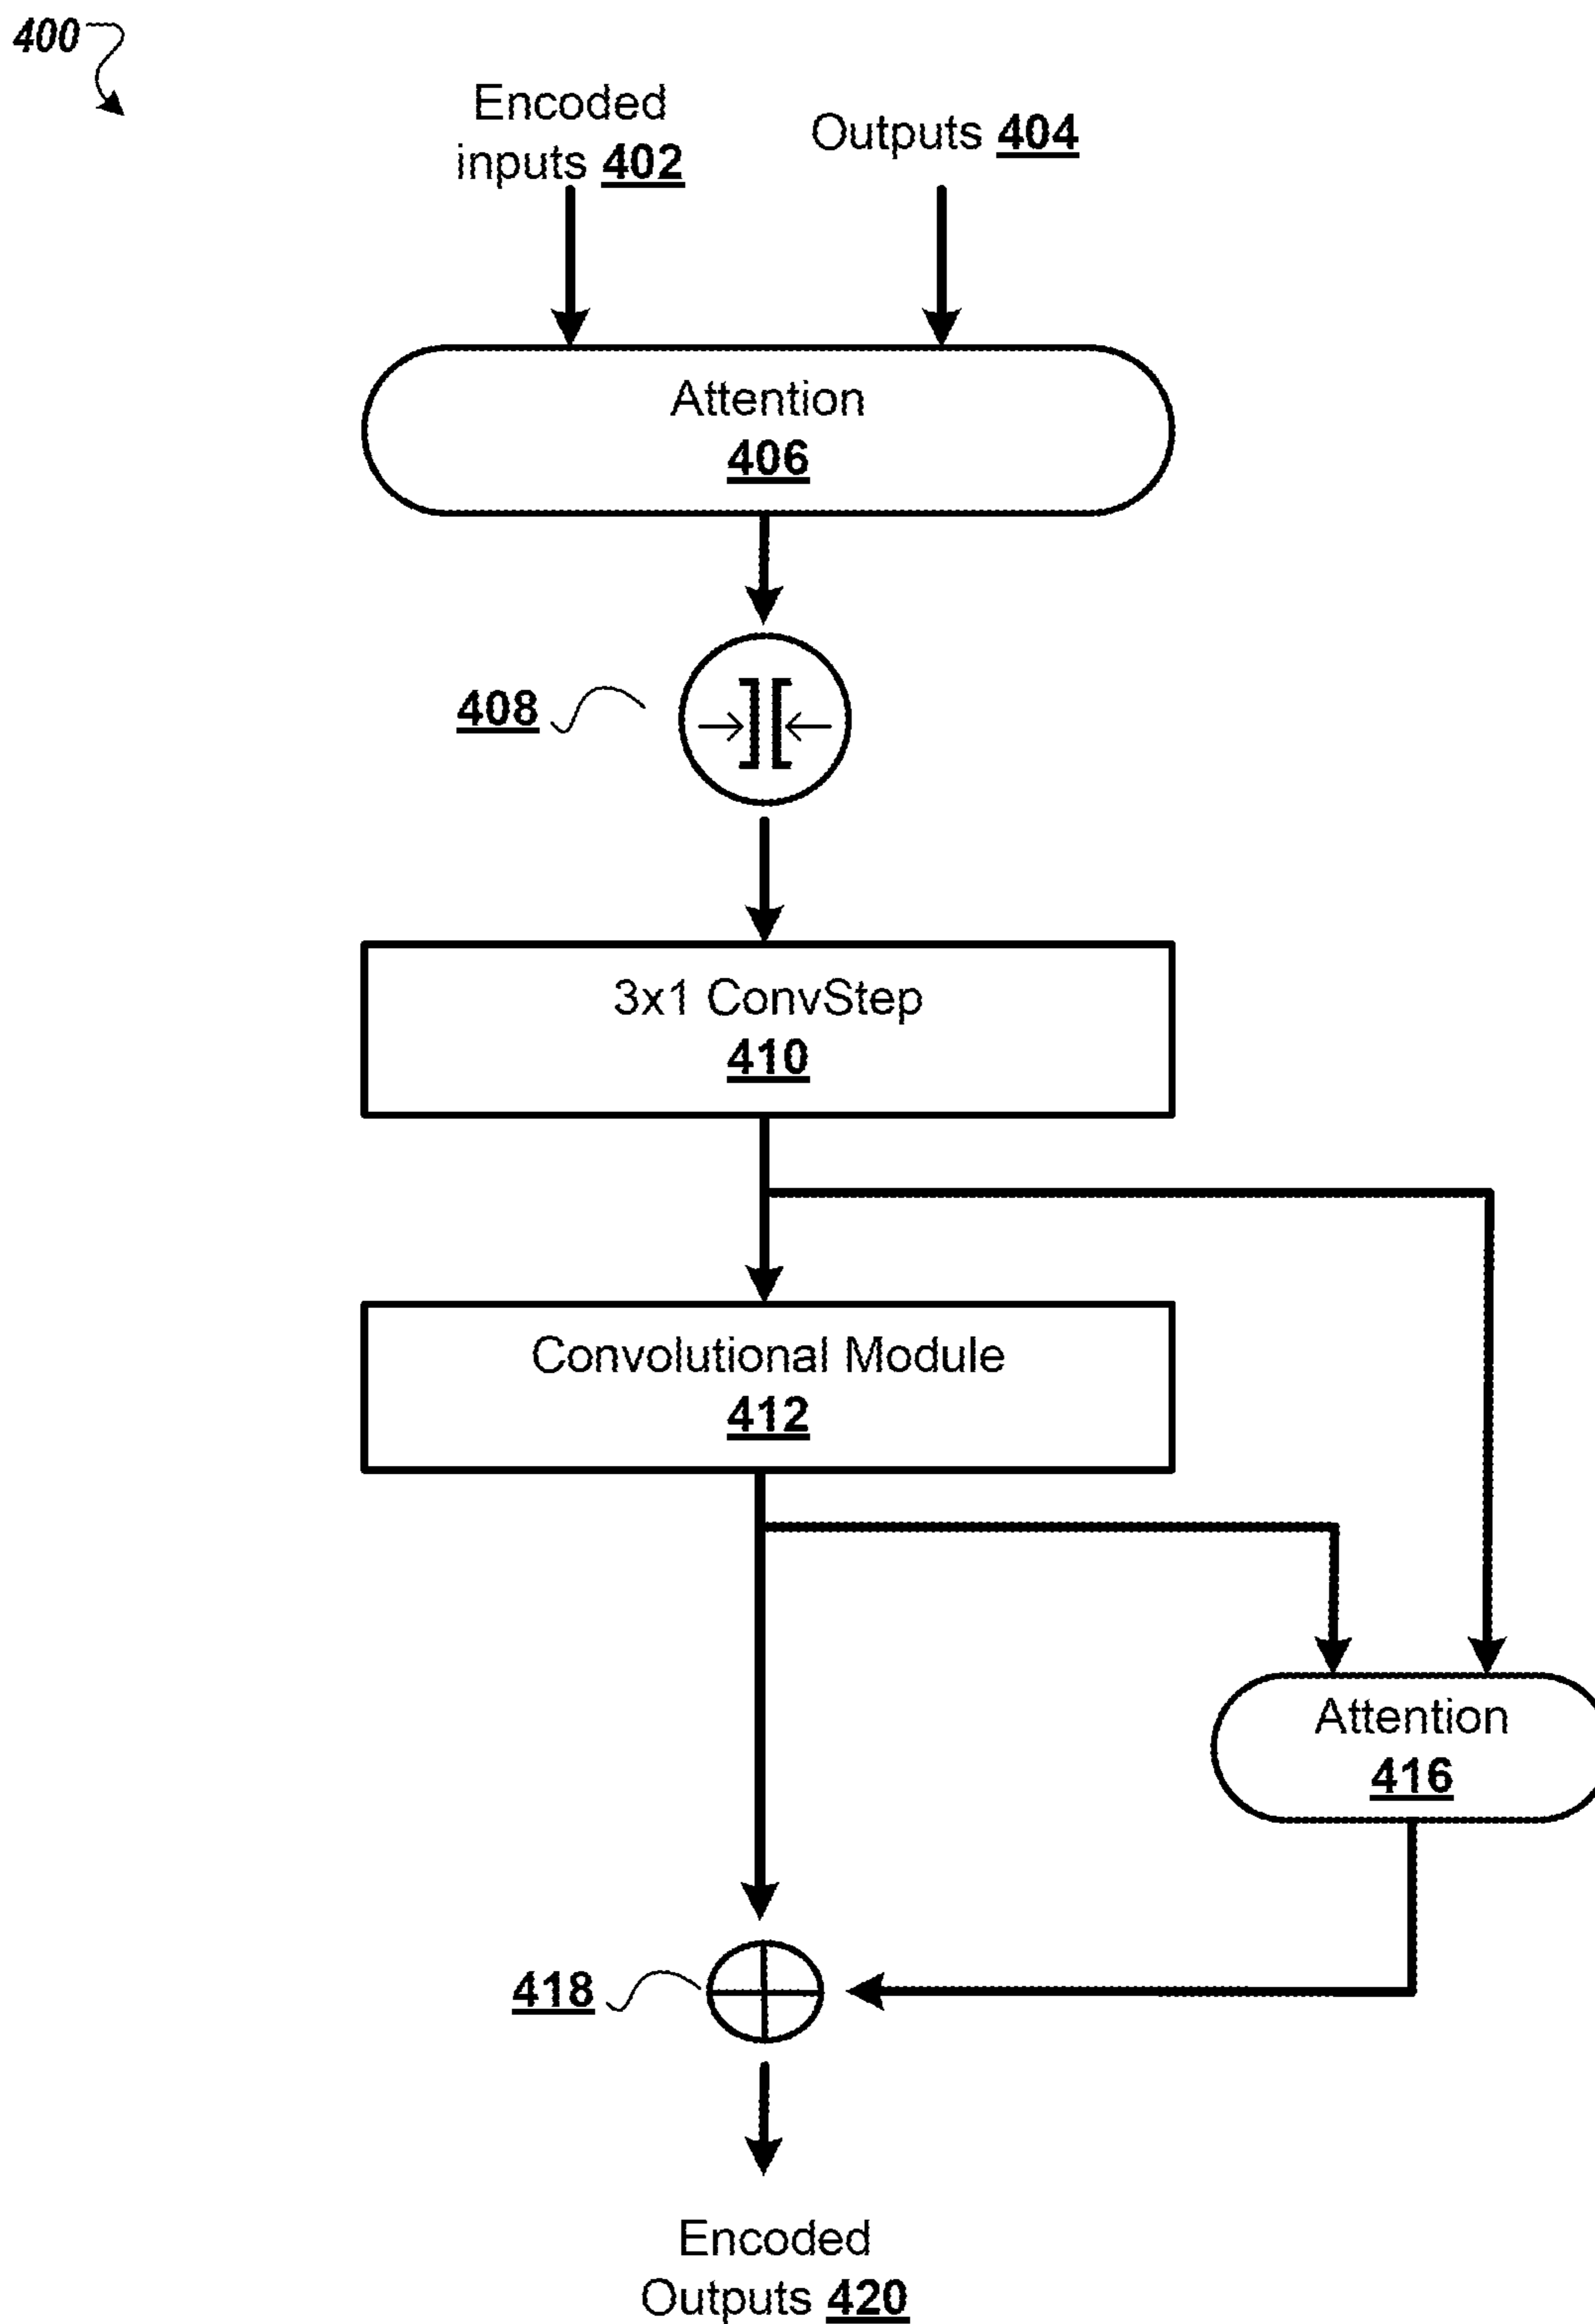 400
Encoded
inputs 402
Outputs 404
Attention
406
408
3x1 ConvStep
410
Convolutional Module
412
Attention
416
418
Encoded
Outputs 420